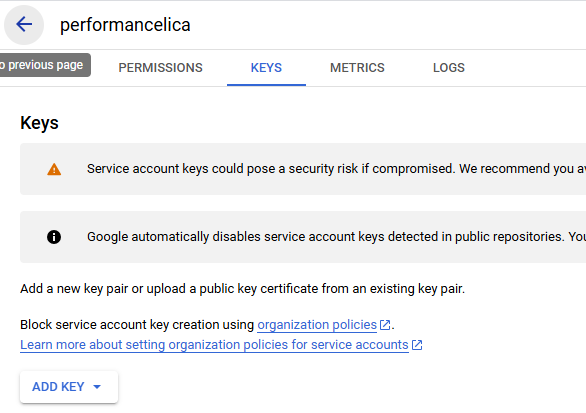 performancelica
o previous page
PERMISSIONS KEYS METRICS LOGS
Keys
Service account keys could pose a security risk if compromised. We recommend you
Google automatically disables service account keys detected in public repositories.
Add a new key pair or upload a public key certificate from an existing key pair.
Block service account key creation using organization policies.
Learn more about setting organization policies for service accounts
ADD KEY